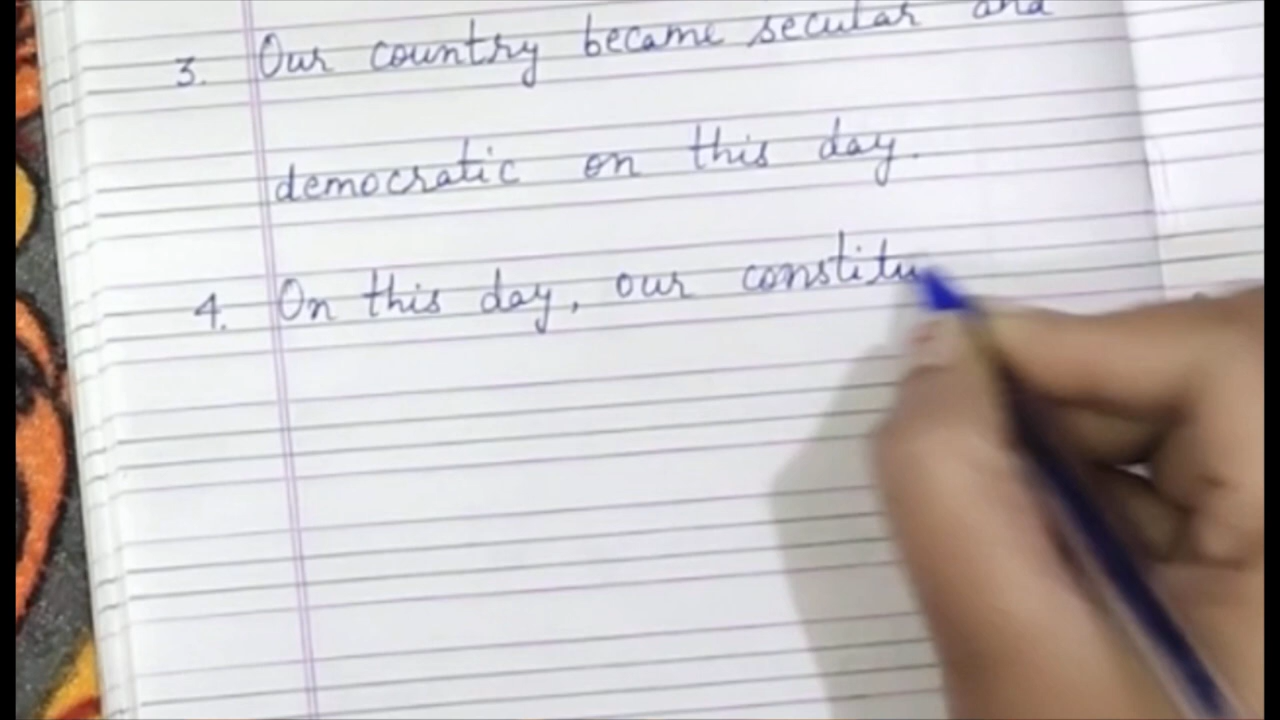 3. Our country became secular and
democratic on this day.
4. On this day, our constitu